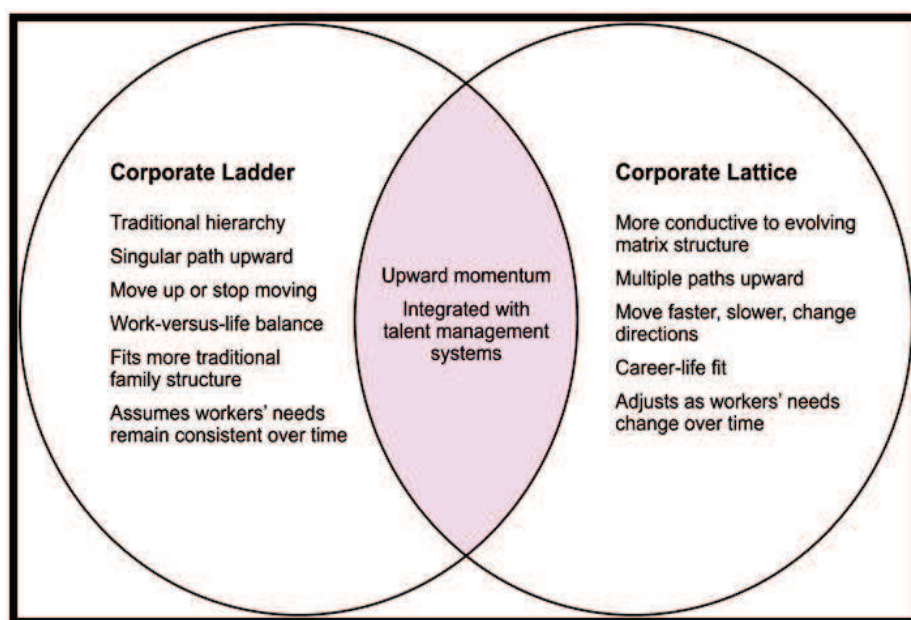 Corporate Ladder
Traditional hierarchy
Singular path upward
Move up or stop moving
Work-versus-life balance
Fits more traditional
family structure
Assumes workers' needs
remain consistent over time
Upward momentum
Integrated with
talent management
systems
Corporate Lattice
More conductive to evolving
matrix structure
Multiple paths upward
Move faster, slower, change
directions
Career-life fit
Adjusts as workers' needs
change over time